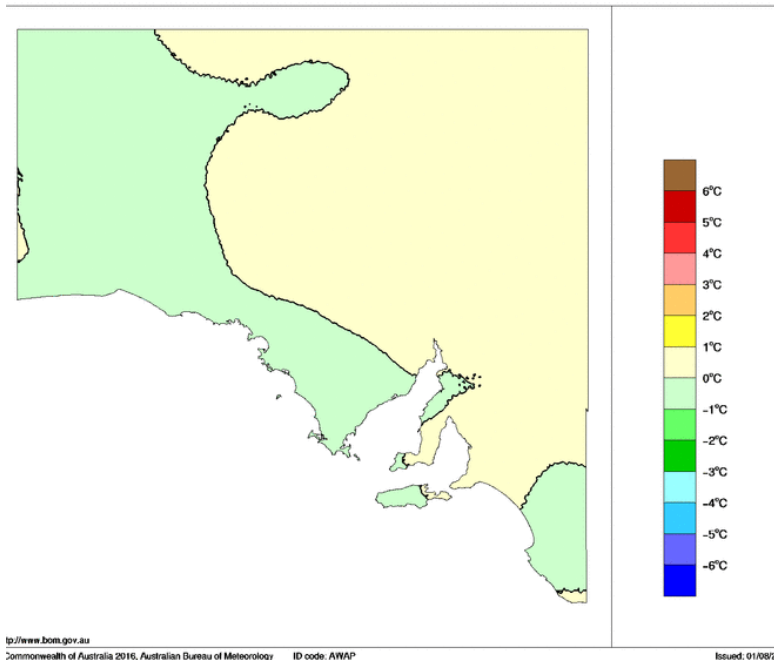 6°C
5°C
4°C
3°C
2°C
1°C
0°C
-1°C
-2°C
-3°C
-4°C
-5°C
-6°C
tp://www.bom.gov.au
Commonwealth of Australia 2016, Australian Bureau of Meteorology ID code: AWAP Issued: 01/08/2